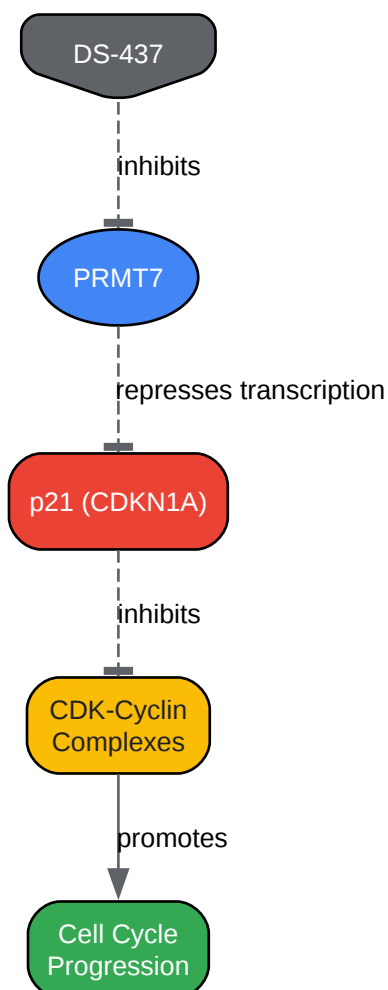 DS-437
inhibits
PRMT7
represses transcription
p21 (CDKN1A)
inhibits
CDK-Cyclin
Complexes
promotes
Cell Cycle
Progression